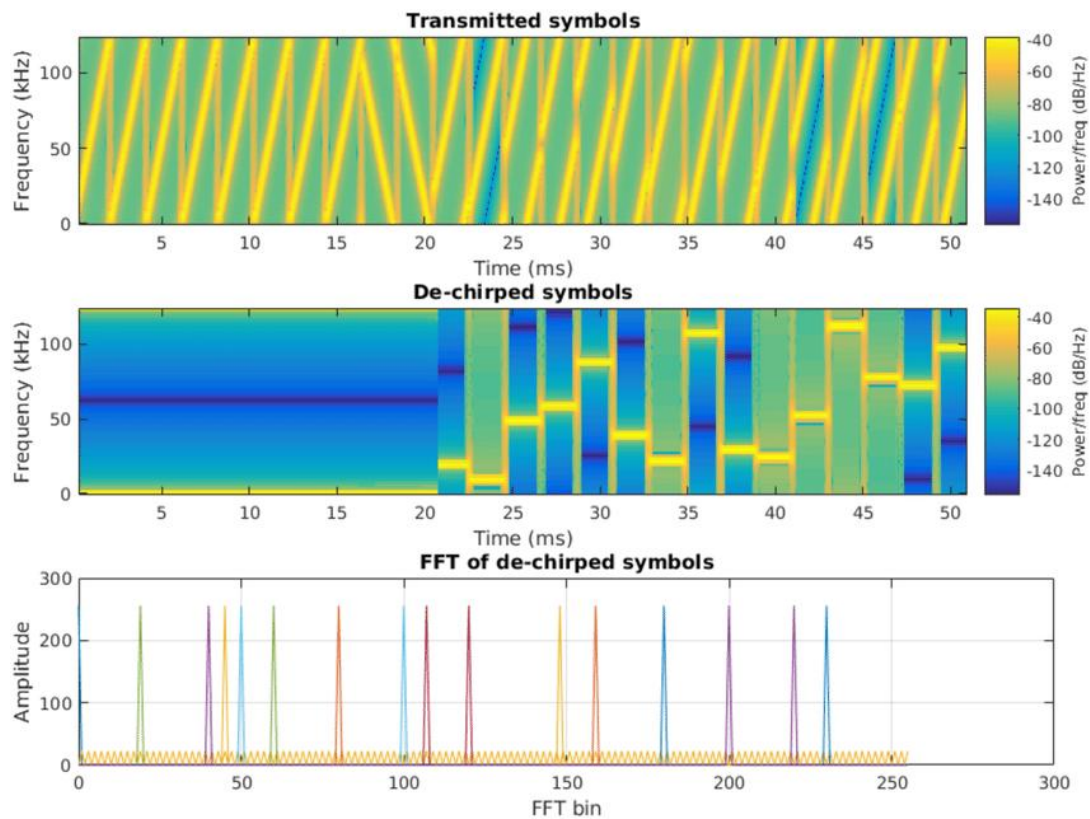 Transmitted symbols
Frequency (kHz)
100
50
0
5 10 15 20 25 30 35 40 45 50
Time (ms)
-40
-60
-80
-100
-120
-140
Power/freq (dB/Hz)
De-chirped symbols
Frequency (kHz)
100
50
0
5 10 15 20 25 30 35 40 45 50
Time (ms)
-40
-60
-80
-100
-120
-140
Power/freq (dB/Hz)
FFT of de-chirped symbols
Amplitude
300
200
100
0
0 50 100 150 200 250 300
FFT bin